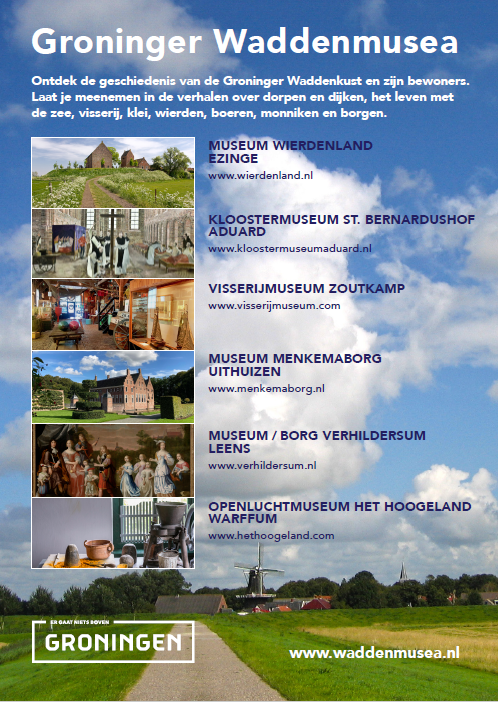 Groninger Waddenmusea
Ontdek de geschiedenis van de Groninger Waddenkust en zijn bewoners.
Laat je meenemen in de verhalen over dorpen en dijken, het leven met
de zee, visserij, klei, wierden, boeren, monniken en borgen.
MUSEUM WIERDENLAND
EZINGE
www.wierdenland.nl
KLOOSTERMUSEUM ST. BERNARDUSHOF
ADUARD
www.kloostermuseumaduard.nl
VISSERIJMUSEUM ZOUTKAMP
www.visserijmuseum.com
MUSEUM MENKEMABORG
UITHUIZEN
www.menkemaborg.nl
MUSEUM / BORG VERHILDERSUM
LEENS
www.verhildersum.nl
OPENLUCHTMUSEUM HET HOOGELAND
WARFFUM
www.hethoogeland.com
ER GAAT NIETS BOVEN
GRONINGEN
www.waddenmusea.nl